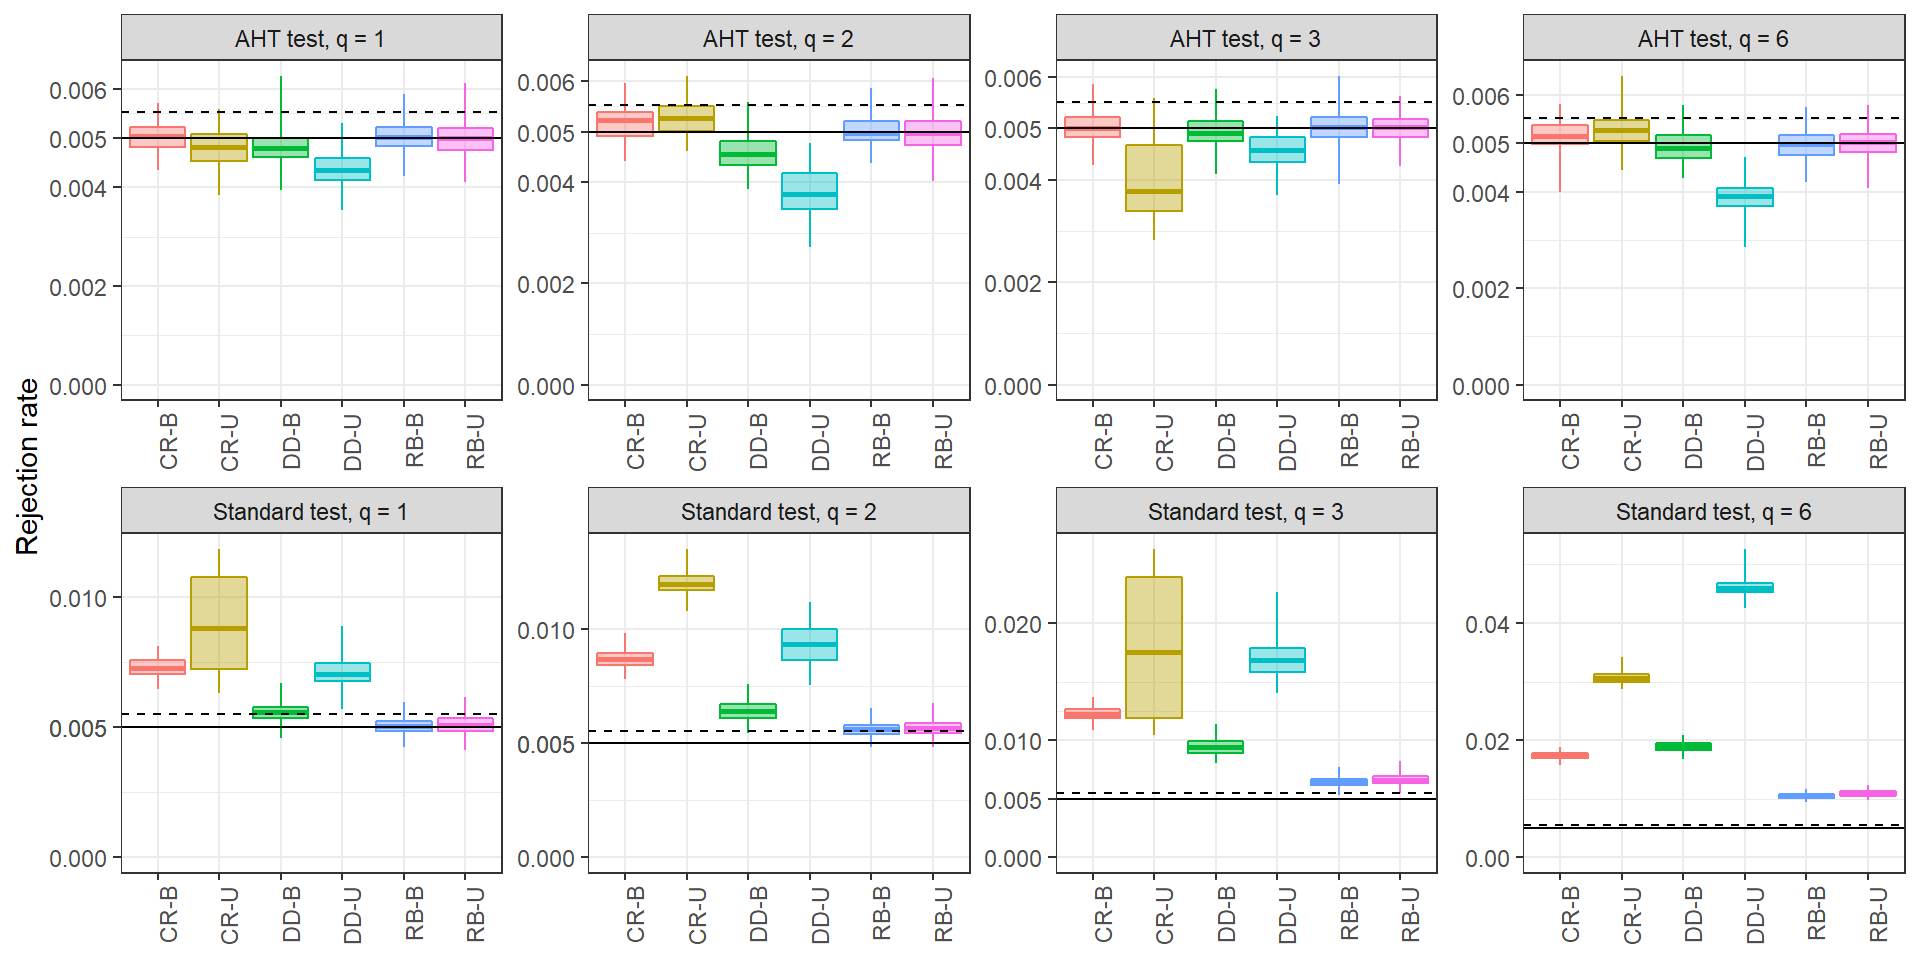 AHT test, q = 1
AHT test, q = 2
AHT test, q = 3
AHT test, q = 6
0.006
0.005
0.004
0.002
0.000
0.006
0.005
0.004
0.002
0.000
0.006
0.005
0.004
0.002
0.000
0.006
0.005
0.004
0.002
0.000
CR-B
CR-U
DD-B
DD-U
RB-B
RB-U
CR-B
CR-U
DD-B
DD-U
RB-B
RB-U
CR-B
CR-U
DD-B
DD-U
RB-B
RB-U
CR-B
CR-U
DD-B
DD-U
RB-B
RB-U
Rejection rate
Standard test, q = 1
Standard test, q = 2
Standard test, q = 3
Standard test, q = 6
0.010
0.005
0.000
0.010
0.005
0.000
0.020
0.010
0.005
0.000
0.04
0.02
0.00
CR-B
CR-U
DD-B
DD-U
RB-B
RB-U
CR-B
CR-U
DD-B
DD-U
RB-B
RB-U
CR-B
CR-U
DD-B
DD-U
RB-B
RB-U
CR-B
CR-U
DD-B
DD-U
RB-B
RB-U